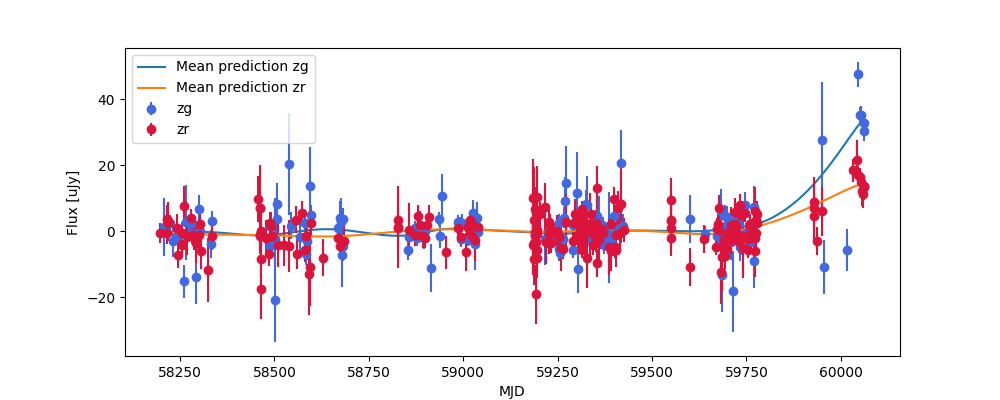 Mean prediction zg
Mean prediction zr
zg
zr
Flux [uJy]
40
20
0
−20
58250 58500 58750 59000 59250 59500 59750 60000
MJD